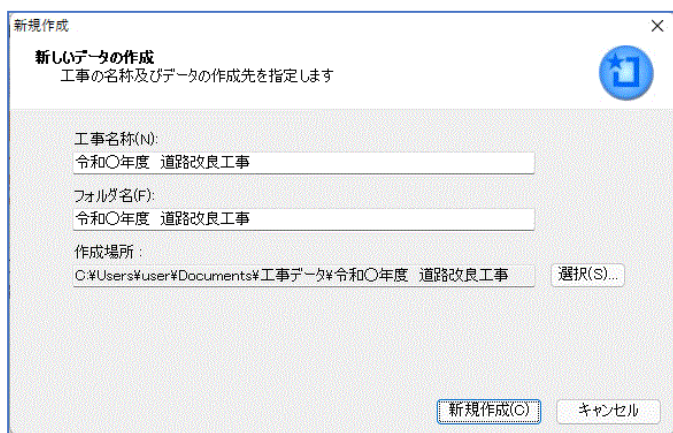 新規作成
新しいデータの作成
工事の名称及びデータの作成先を指定します
工事名称(N):
令和〇年度　道路改良工事
フォルダ名(F):
令和〇年度　道路改良工事
作成場所 :
C:¥Users¥user¥Documents¥工事データ¥令和〇年度　道路改良工事
選択(S)...
新規作成(C)
キャンセル